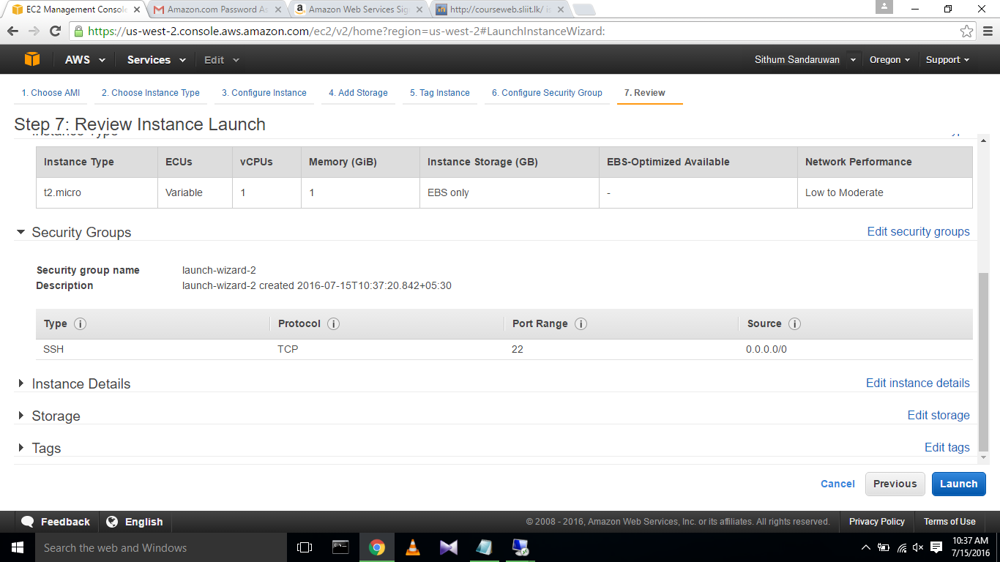 EC2 Management Console Amazon.com Password As Amazon Web Services Sig http://courseweb.sliit.lk/ is
https://us-west-2.console.aws.amazon.com/ec2/v2/home?region=us-west-2#LaunchInstanceWizard:
AWS Services Edit Sithum Sandaruwan Oregon Support
1. Choose AMI 2. Choose Instance Type 3. Configure Instance 4. Add Storage 5. Tag Instance 6. Configure Security Group 7. Review
Step 7: Review Instance Launch
Instance Type
Instance Type ECUs vCPUs Memory (GiB) Instance Storage (GB) EBS-Optimized Available Network Performance
t2.micro Variable 1 1 EBS only - Low to Moderate
Security Groups Edit security groups
Security group name launch-wizard-2
Description launch-wizard-2 created 2016-07-15T10:37:20.842+05:30
Type i Protocol i Port Range i Source i
SSH TCP 22 0.0.0.0/0
Instance Details Edit instance details
Storage Edit storage
Tags Edit tags
Cancel Previous Launch
Feedback English © 2008 - 2016, Amazon Web Services, Inc. or its affiliates. All rights reserved. Privacy Policy Terms of Use
Search the web and Windows 10:37 AM
7/15/2016